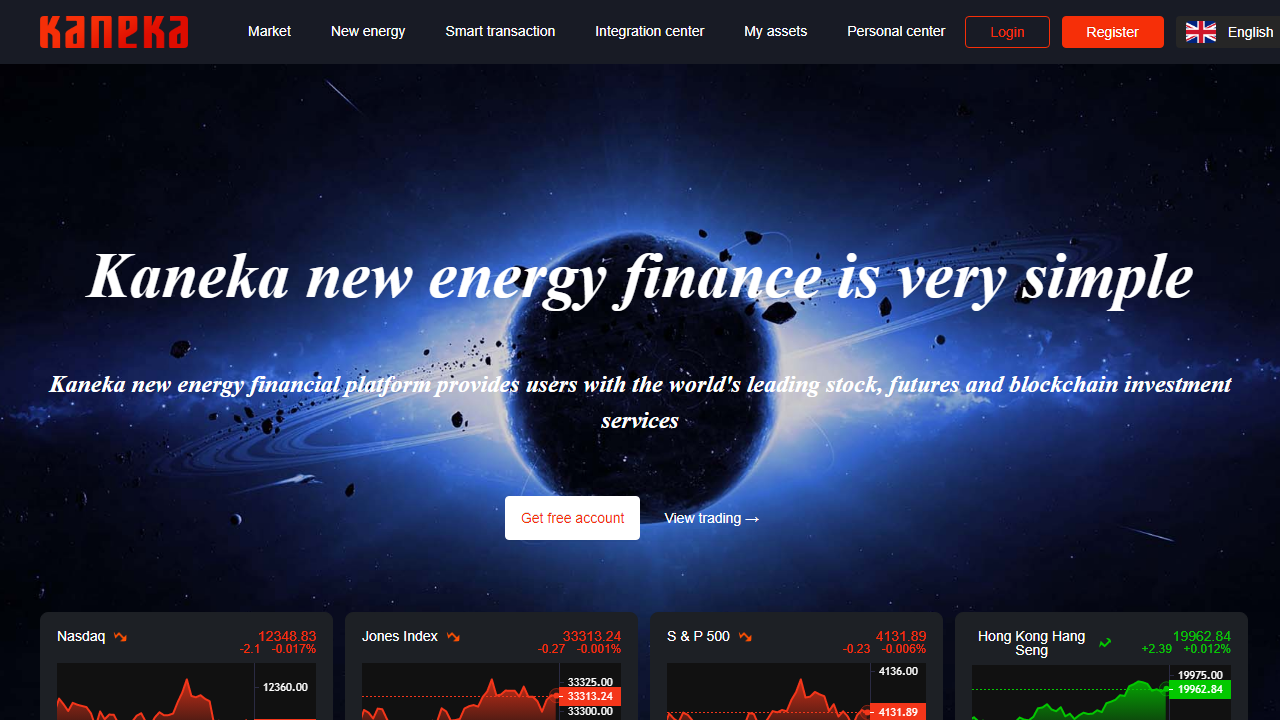 Kaneka
Market
New energy
Smart transaction
Integration center
My assets
Personal center
Login
Register
English
Kaneka new energy finance is very simple
Kaneka new energy financial platform provides users with the world's leading stock, futures and blockchain investment
services
Get free account
View trading →
Nasdaq
12348.83
-2.1 -0.017%
12360.00
Jones Index
33313.24
-0.27 -0.001%
33325.00
33313.24
33300.00
S & P 500
4131.89
-0.23 -0.006%
4136.00
4131.89
Hong Kong Hang
Seng
19962.84
+2.39 +0.012%
19975.00
19962.84